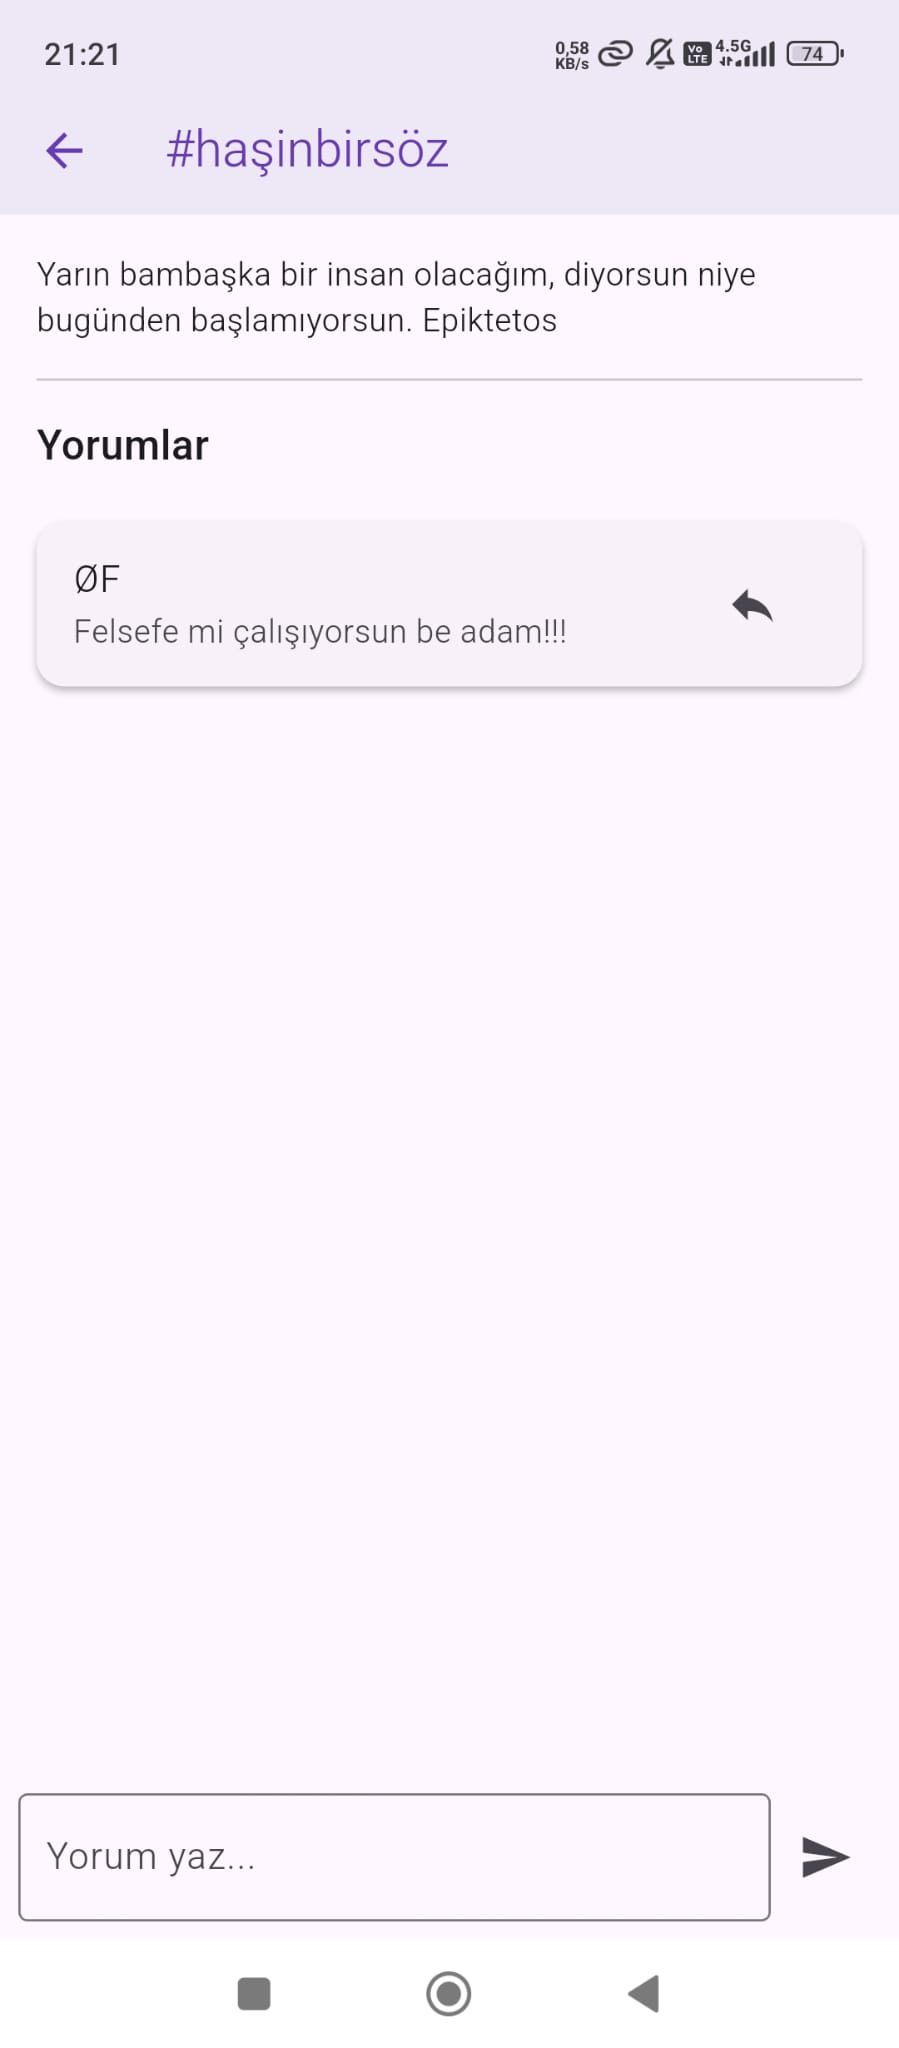 21:21
0,58
KB/s
Vo
LTE
4.5G
74
#haşinbirsöz
Yarın bambaşka bir insan olacağım, diyorsun niye
bugünden başlamıyorsun. Epiktetos
Yorumlar
ØF
Felsefe mi çalışıyorsun be adam!!!
Yorum yaz...